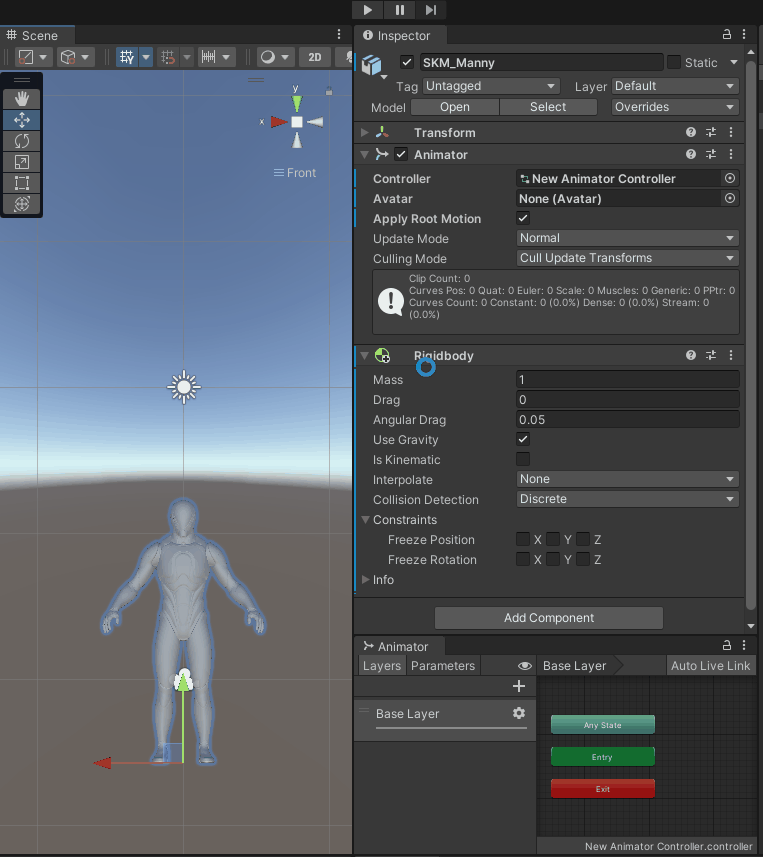 Scene
Inspector
SKM_Manny
Static
Tag Untagged Layer Default
Model Open Select Overrides
Transform
Animator
Controller New Animator Controller
Avatar None (Avatar)
Apply Root Motion
Update Mode Normal
Culling Mode Cull Update Transforms
Clip Count: 0
Curves Pos: 0 Quat: 0 Euler: 0 Scale: 0 Muscles: 0 Generic: 0 PPtr: 0
Curves Count: 0 Constant: 0 (0.0%) Dense: 0 (0.0%) Stream: 0
(0.0%)
Rigidbody
Mass 1
Drag 0
Angular Drag 0.05
Use Gravity
Is Kinematic
Interpolate None
Collision Detection Discrete
Constraints
Freeze Position X Y Z
Freeze Rotation X Y Z
Info
Add Component
2D
y
x
Front
Animator
Layers Parameters Base Layer Auto Live Link
Base Layer
Any State
Entry
Exit
New Animator Controller.controller